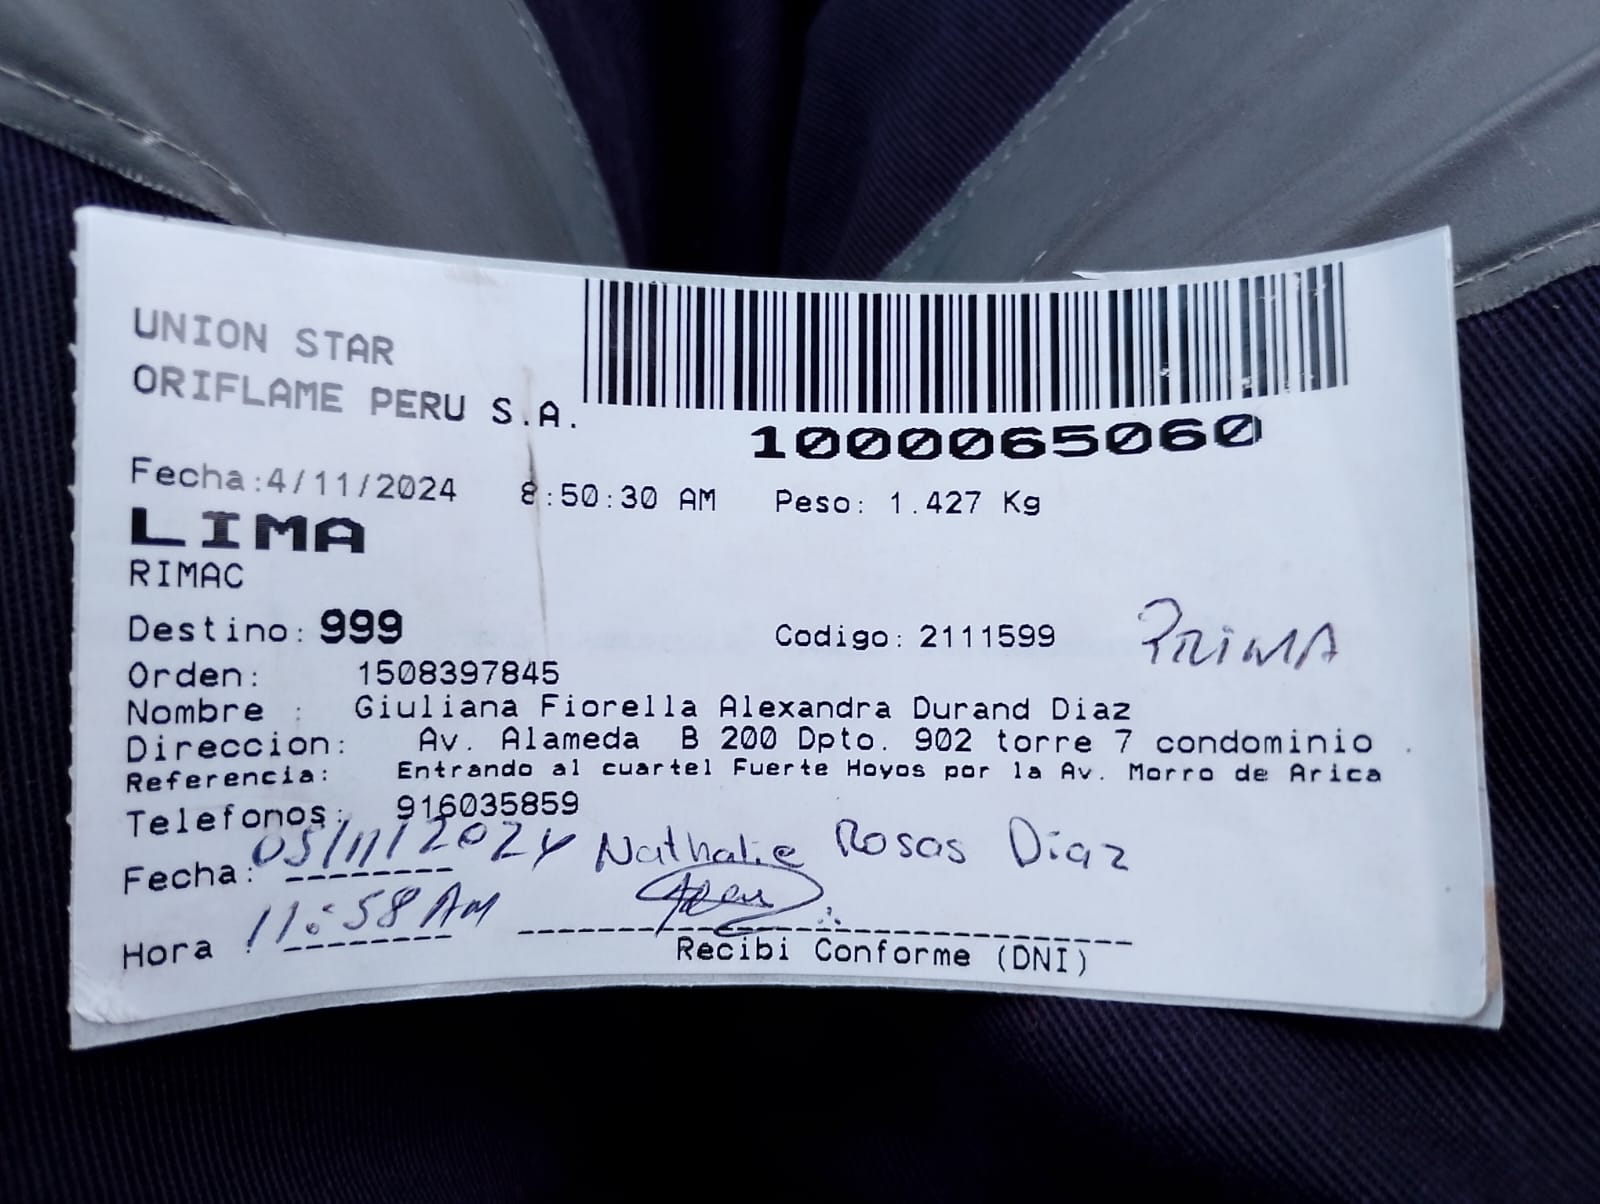 UNION STAR
ORIFLAME PERU S.A.
1000065060
Fecha:4/11/2024 8:50:30 AM Peso: 1.427 Kg
LIMA
RIMAC
Destino: 999 Codigo: 2111599 PRIMA
Orden: 1508397845
Nombre : Giuliana Fiorella Alexandra Durand Diaz
Direccion: Av. Alameda B 200 Dpto. 902 torre 7 condominio .
Referencia: Entrando al cuartel Fuerte Hoyos por la Av. Morro de Arica
Telefonos: 916035859
Fecha: 05/11/2024 Nathalie Rosas Diaz
Hora : 11:58 AM
Recibi Conforme (DNI)